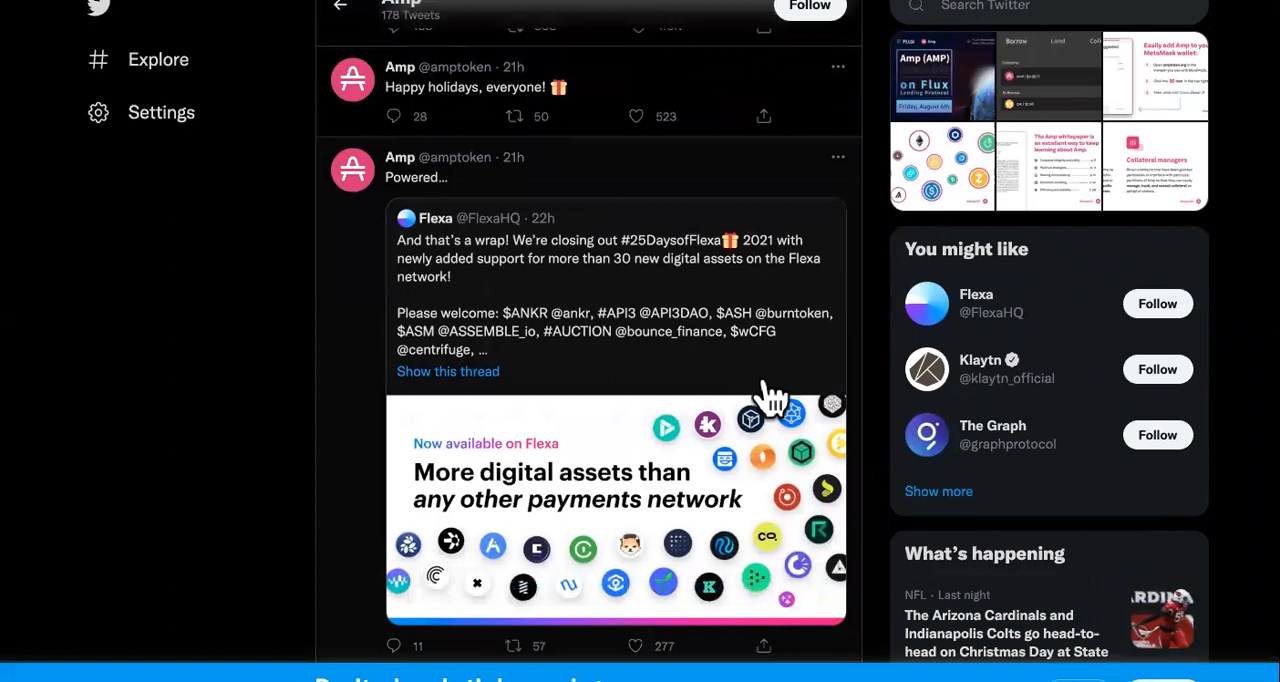 Amp
178 Tweets
Follow
Search Twitter
Explore
Settings
Amp @amptoken · 21h
Happy holidays, everyone! 🎁
28 50 523
Amp @amptoken · 21h
Powered...
Flexa @FlexaHQ · 22h
And that's a wrap! We're closing out #25DaysofFlexa🎁 2021 with
newly added support for more than 30 new digital assets on the Flexa
network!
Please welcome: $ANKR @ankr, #API3 @API3DAO, $ASH @burntoken,
$ASM @ASSEMBLE_io, #AUCTION @bounce_finance, $wCFG
@centrifuge, ...
Show this thread
Now available on Flexa
More digital assets than
any other payments network
CO.
11 57 277
Amp (AMP)
on Flux
Lending Protocol
Friday, August 6th
Borrow Lend
Easily add Amp to your
MetaMask wallet:
The Amp whitepaper is
an excellent way to keep
learning about Amp.
Collateral
managers
You might like
Flexa
@FlexaHQ
Follow
Klaytn
@klaytn_official
Follow
The Graph
@graphprotocol
Follow
Show more
What's happening
NFL · Last night
The Arizona Cardinals and
Indianapolis Colts go head-to-
head on Christmas Day at State